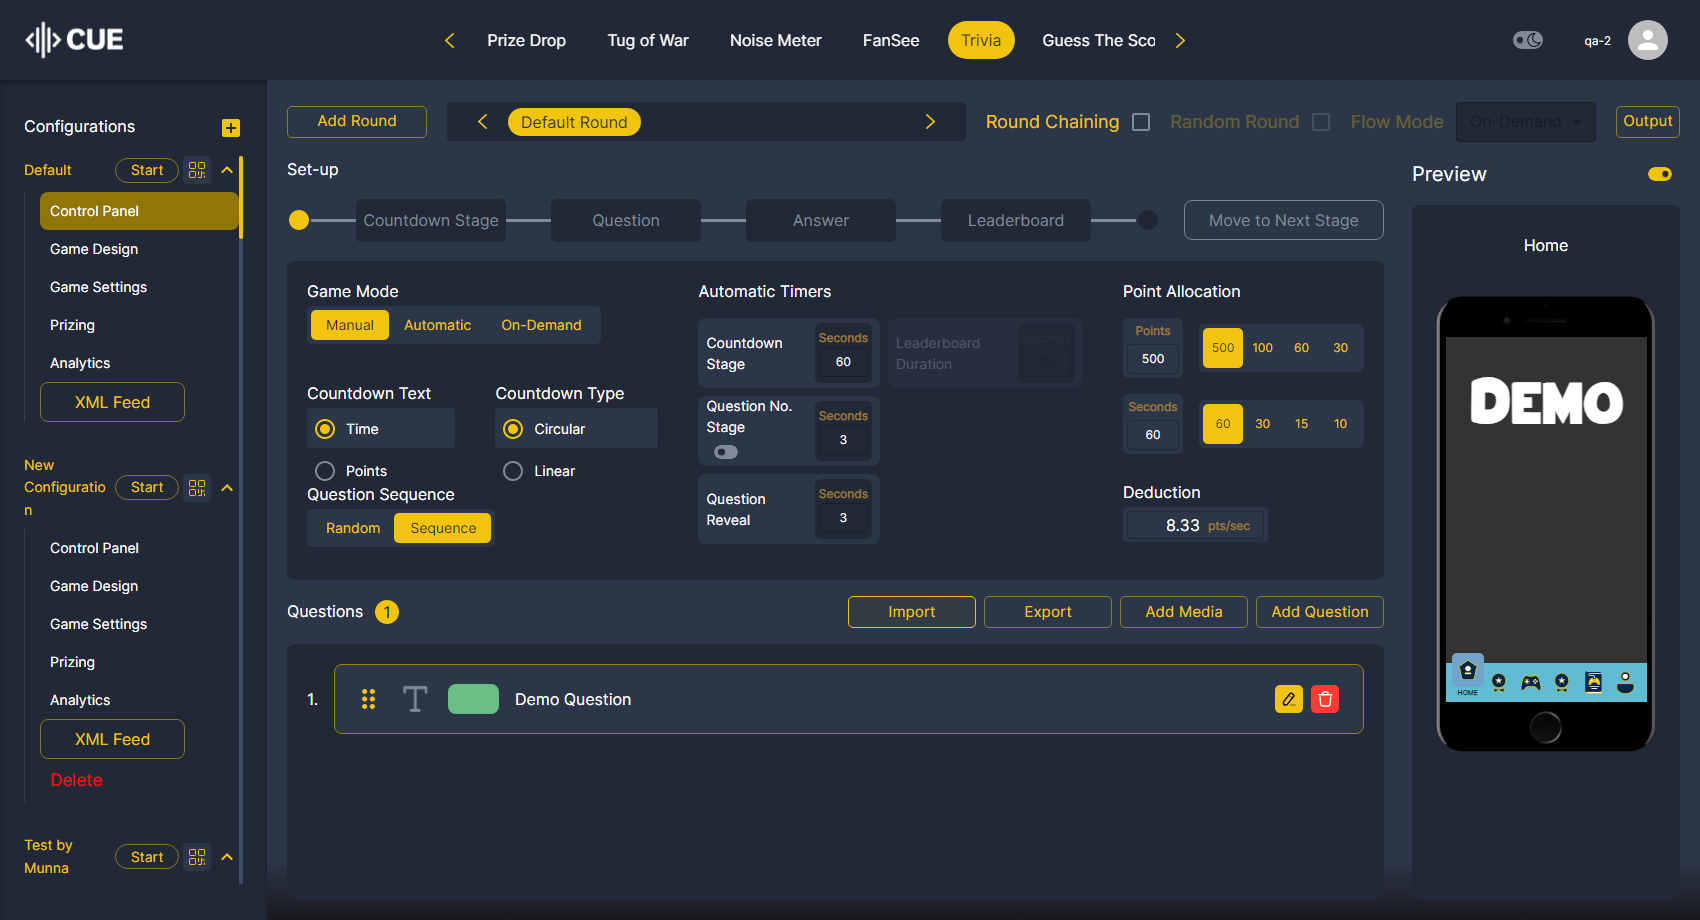 CUE
Prize Drop
Tug of War
Noise Meter
FanSee
Trivia
Guess The Sco
qa-2
Configurations
Default
Start
Control Panel
Game Design
Game Settings
Prizing
Analytics
XML Feed
New
Configuratio
n
Start
Control Panel
Game Design
Game Settings
Prizing
Analytics
XML Feed
Delete
Test by
Munna
Start
Add Round
Default Round
Round Chaining
Random Round
Flow Mode
On-Demand
Output
Set-up
Countdown Stage
Question
Answer
Leaderboard
Move to Next Stage
Game Mode
Manual
Automatic
On-Demand
Countdown Text
Time
Points
Countdown Type
Circular
Linear
Question Sequence
Random
Sequence
Automatic Timers
Countdown
Stage
Seconds
60
Leaderboard
Duration
Seconds
10
Question No.
Stage
Seconds
3
Question
Reveal
Seconds
3
Point Allocation
Points
500
500
100
60
30
Seconds
60
60
30
15
10
Deduction
8.33 pts/sec
Questions 1
Import
Export
Add Media
Add Question
1.
T
Demo Question
Preview
Home
DEMO
HOME